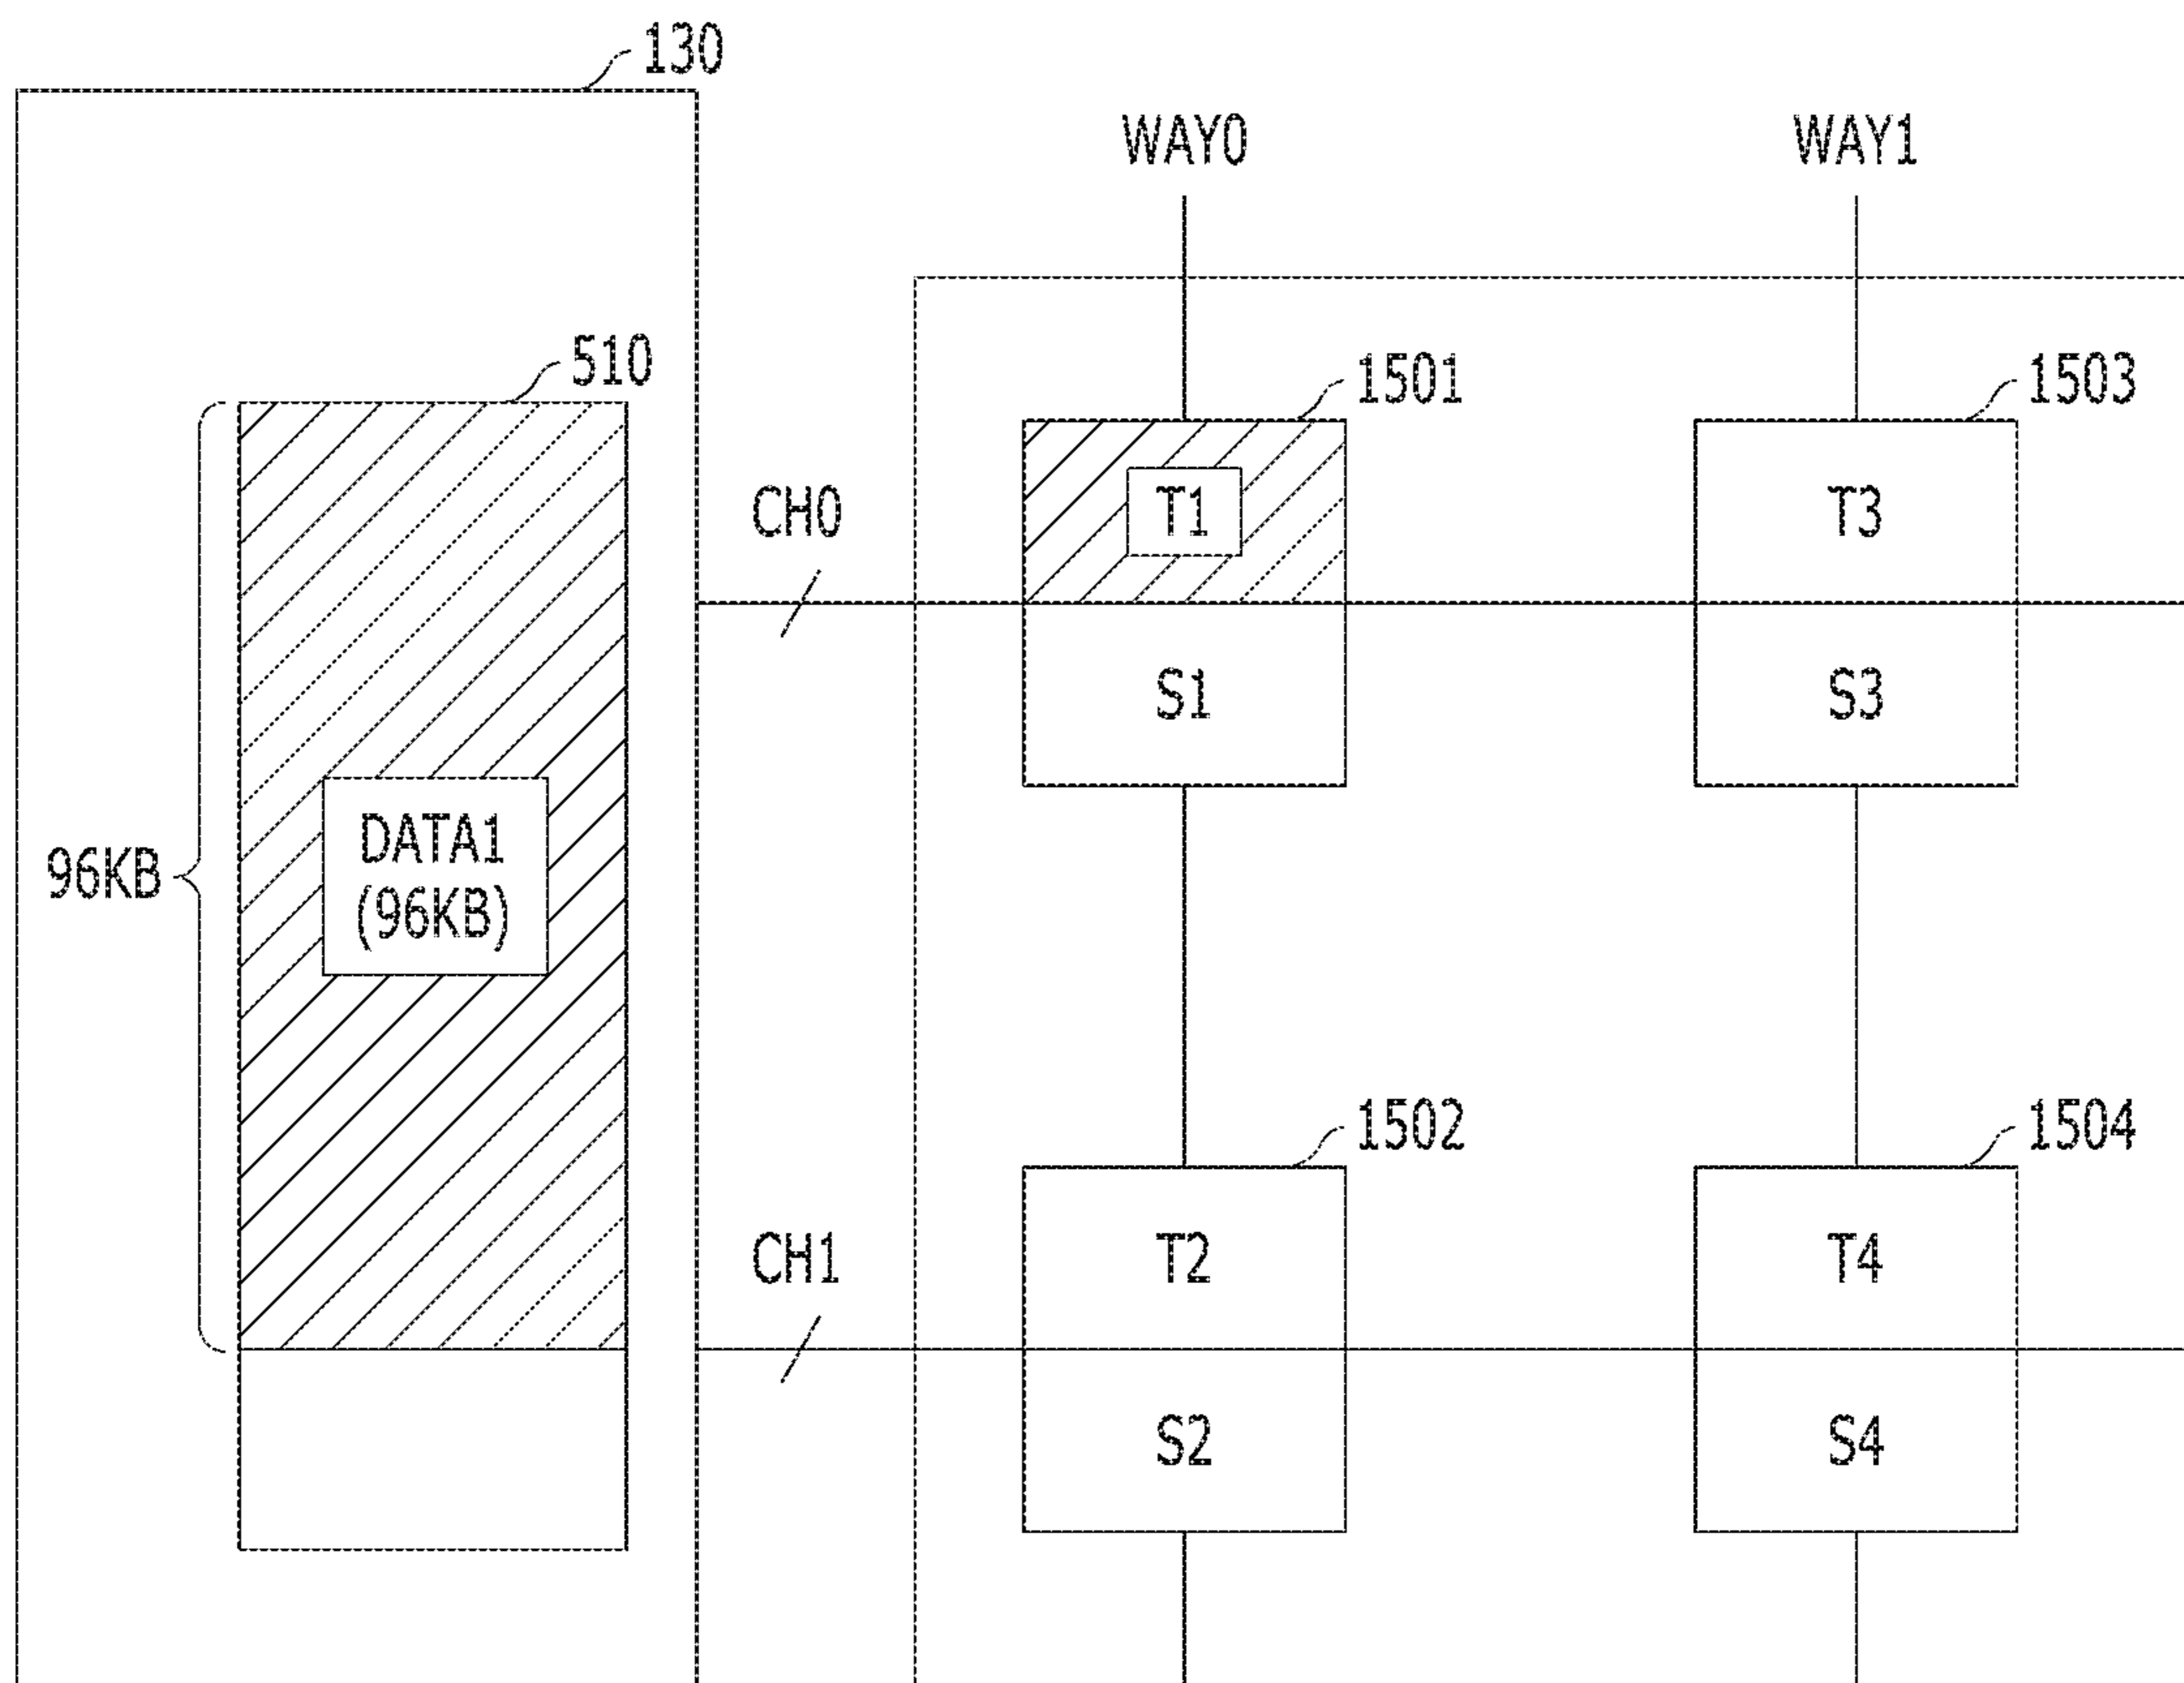 130
WAY0
WAY1
510
1501
1503
CH0
T1
T3
S1
S3
96KB
DATA1
(96KB)
1502
1504
CH1
T2
T4
S2
S4